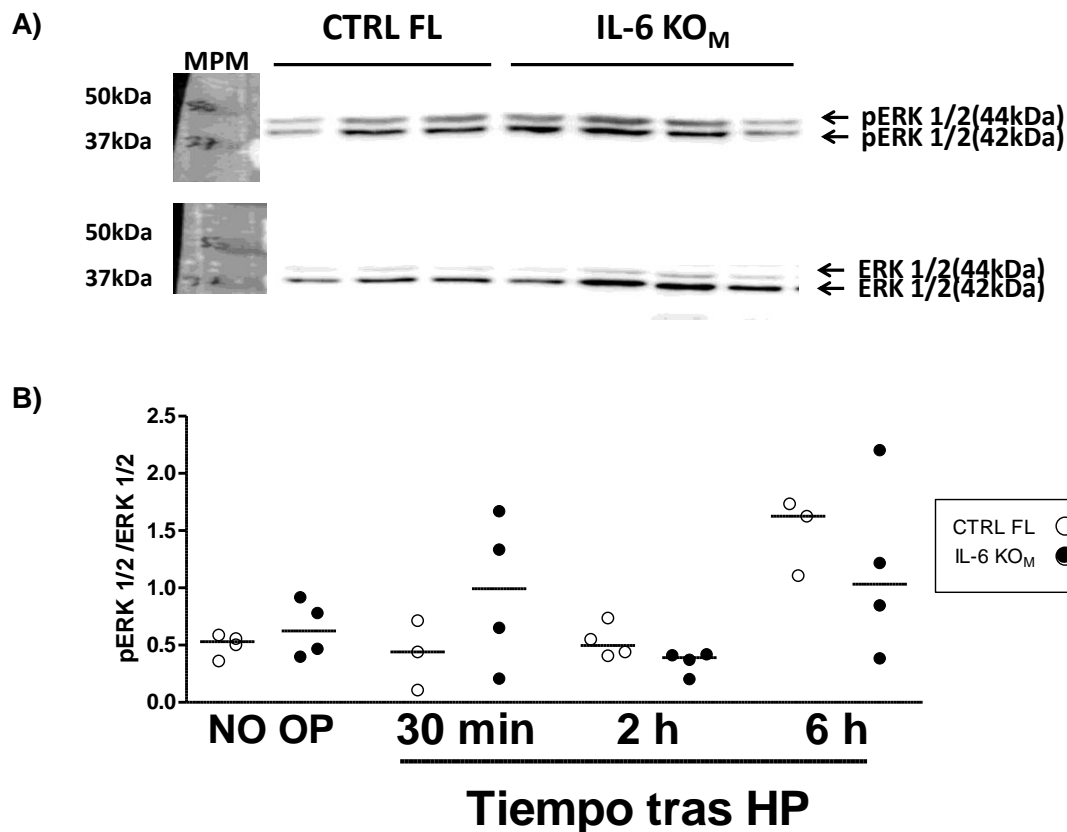 A)
CTRL FL
IL-6 KOM
MPM
50kDa
37kDa
pERK 1/2(44kDa)
pERK 1/2(42kDa)
50kDa
37kDa
ERK 1/2(44kDa)
ERK 1/2(42kDa)
B)
pERK 1/2 /ERK 1/2
2.5
2.0
1.5
1.0
0.5
0.0
CTRL FL
IL-6 KOM
NO OP 30 min 2 h 6 h
Tiempo tras HP